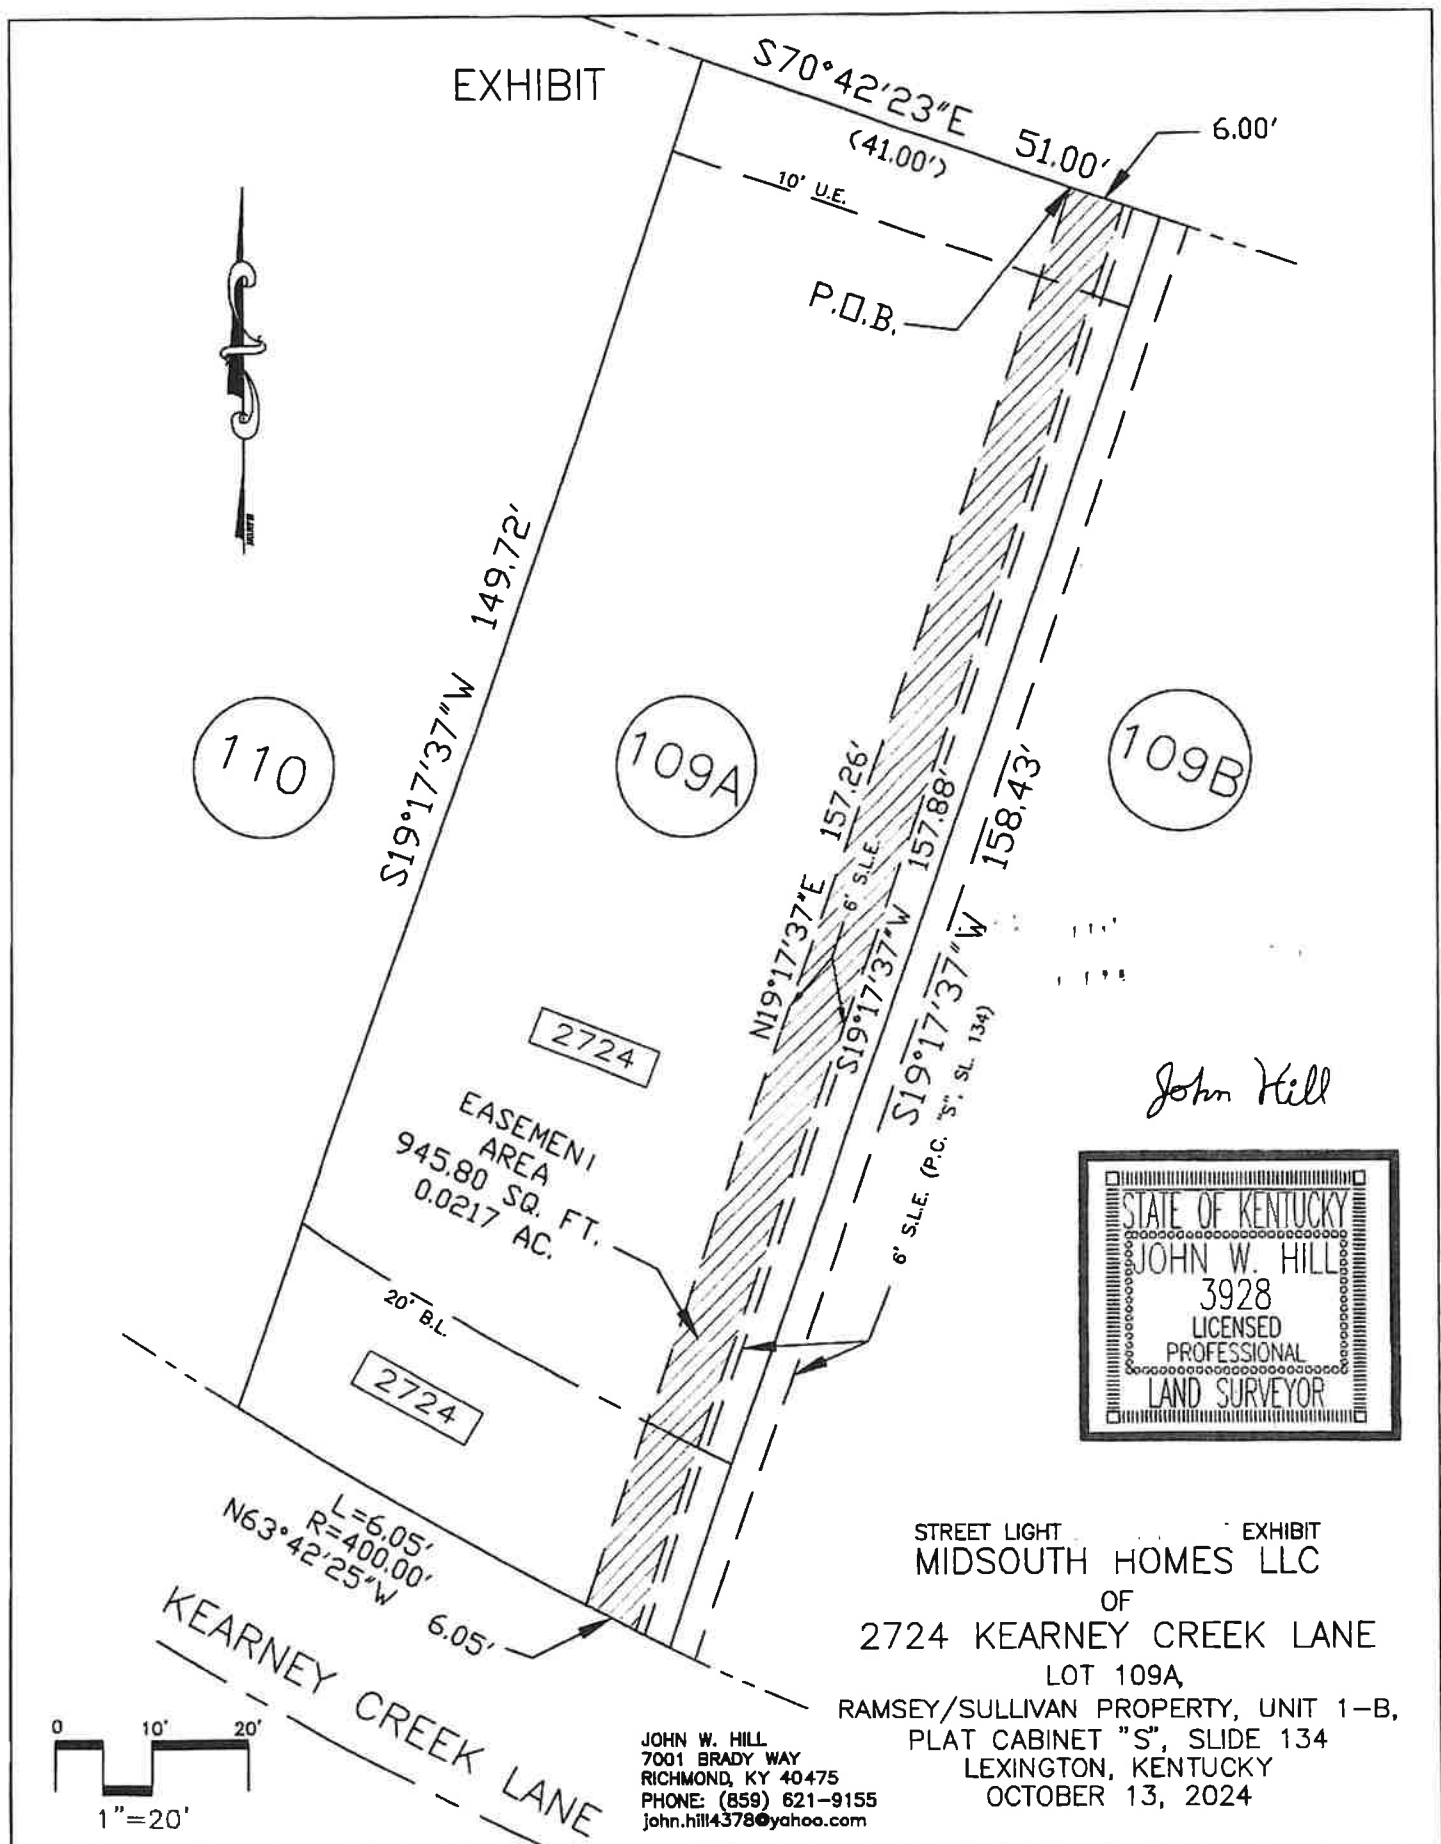 EXHIBIT
S70°42'23"E 51.00'
(41.00')
6.00'
10' U.E.
P.O.B.
S19°17'37"W 149.72'
110
109A
109B
N19°17'37"E 157.26'
6' S.L.E.
S19°17'37"W 157.88'
S19°17'37"W 158.43'
6' S.L.E. (P.C. "S", SL. 134)
2724
EASEMENT
AREA
945.80 SQ. FT.
0.0217 AC.
20' B.L.
2724
L=6.05'
R=400.00'
N63°42'25"W 6.05'
KEARNEY CREEK LANE
0 10' 20'
1"=20'
John Hill
STATE OF KENTUCKY
JOHN W. HILL
3928
LICENSED
PROFESSIONAL
LAND SURVEYOR
STREET LIGHT EXHIBIT
MIDSOUTH HOMES LLC
OF
2724 KEARNEY CREEK LANE
LOT 109A,
RAMSEY/SULLIVAN PROPERTY, UNIT 1-B,
PLAT CABINET "S", SLIDE 134
LEXINGTON, KENTUCKY
OCTOBER 13, 2024
JOHN W. HILL
7001 BRADY WAY
RICHMOND, KY 40475
PHONE: (859) 621-9155
john.hill4378@yahoo.com